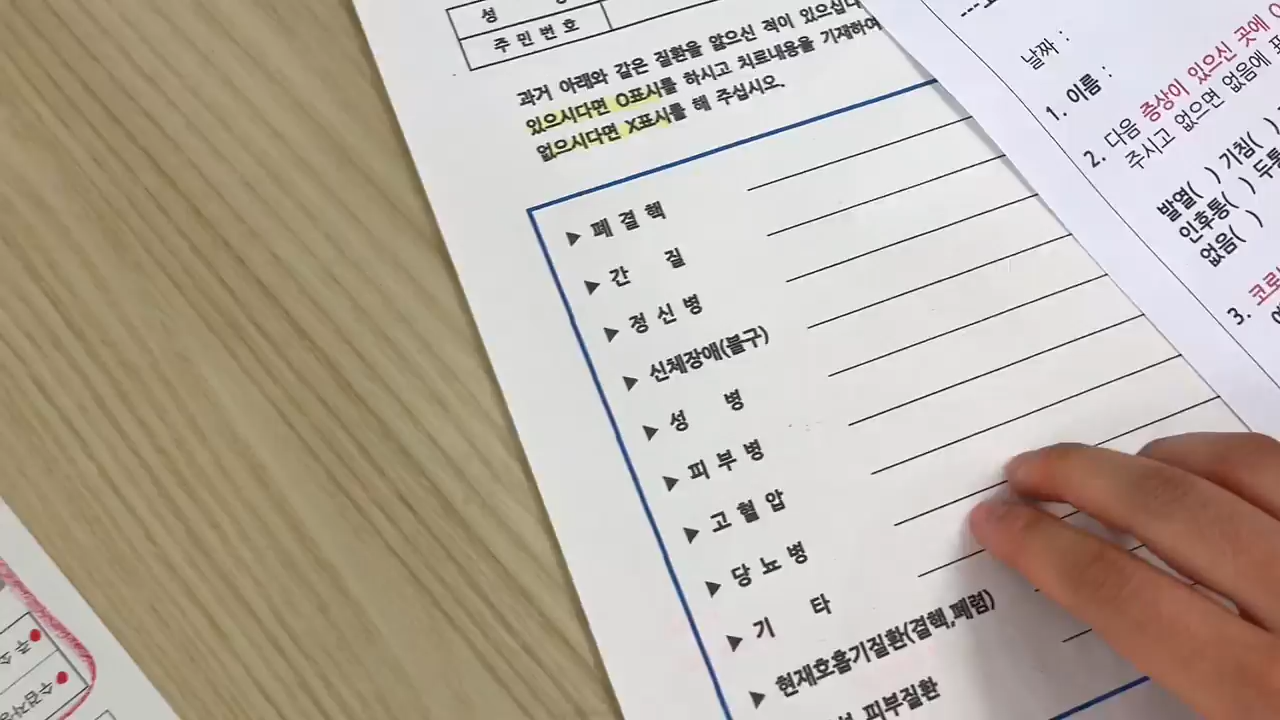 성
주 민 번 호
과거 아래와 같은 질환을 앓으신 적이 있으십니
있으시다면 O표시를 하시고 치료내용을 기재하여
없으시다면 X표시를 해 주십시오.
▶ 폐 결 핵
▶ 간 질
▶ 정 신 병
▶ 신체장애(불구)
▶ 성 병
▶ 피 부 병
▶ 고 혈 압
▶ 당 뇨 병
▶ 기 타
▶ 현재호흡기질환(결핵,폐렴)
피부질환
날짜 :
1. 이름 :
2. 다음 증상이 있으신 곳에 O
주시고 없으면 없음에 표
발열( ) 기침( )
인후통( ) 두통
없음( )
3. 코로
주 소